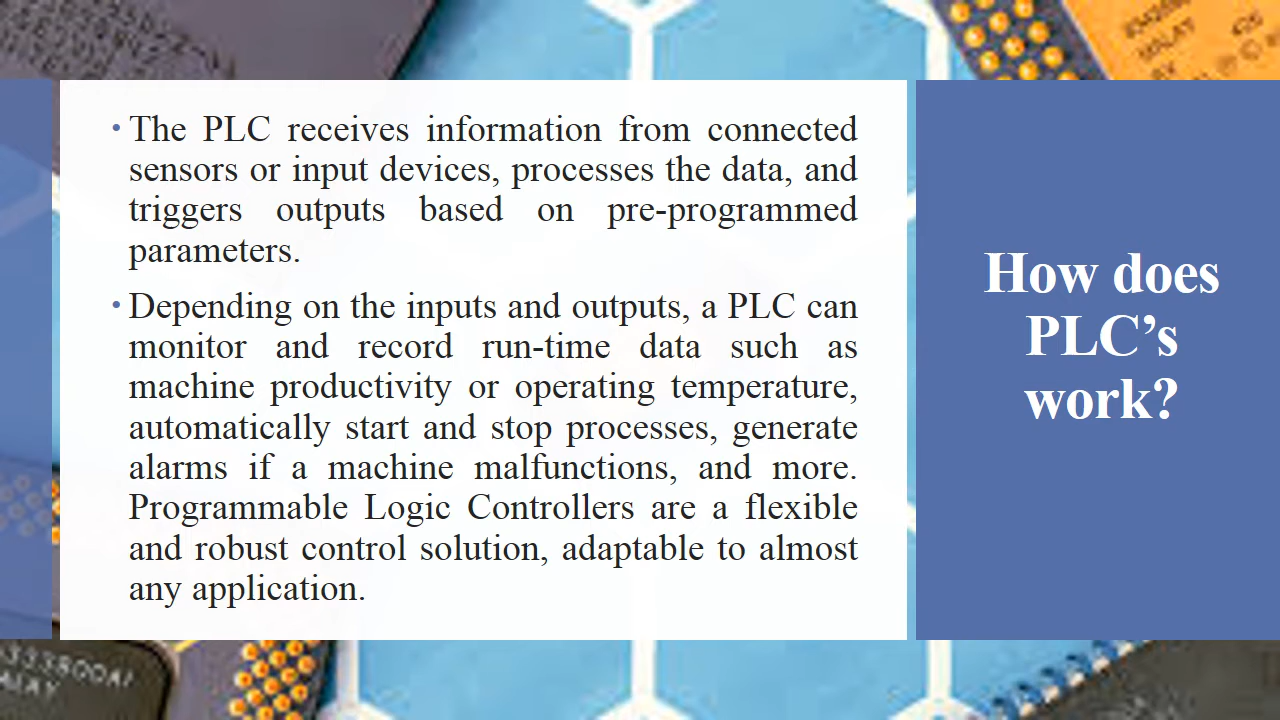 • The PLC receives information from connected
sensors or input devices, processes the data, and
triggers outputs based on pre-programmed
parameters.
• Depending on the inputs and outputs, a PLC can
monitor and record run-time data such as
machine productivity or operating temperature,
automatically start and stop processes, generate
alarms if a machine malfunctions, and more.
Programmable Logic Controllers are a flexible
and robust control solution, adaptable to almost
any application.
How does
PLC’s
work?